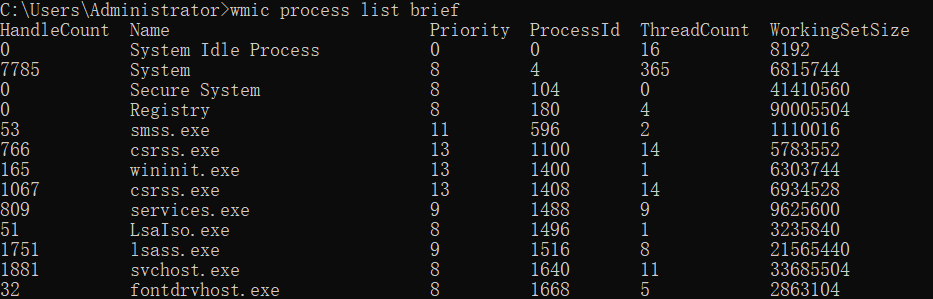 C:\Users\Administrator>wmic process list brief
HandleCount  Name                 Priority  ProcessId  ThreadCount  WorkingSetSize
0            System Idle Process  0         0          16           8192
7785         System               8         4          365          6815744
0            Secure System        8         104        0            41410560
0            Registry             8         180        4            90005504
53           smss.exe             11        596        2            1110016
766          csrss.exe            13        1100       14           5783552
165          wininit.exe          13        1400       1            6303744
1067         csrss.exe            13        1408       14           6934528
809          services.exe         9         1488       9            9625600
51           LsaIso.exe           8         1496       1            3235840
1751         lsass.exe            9         1516       8            21565440
1881         svchost.exe          8         1640       11           33685504
32           fontdrvhost.exe      8         1668       5            2863104